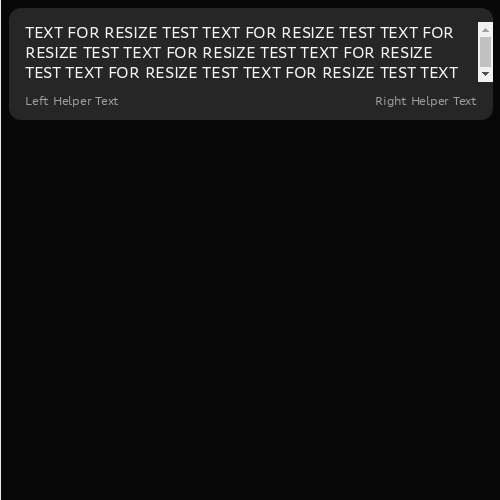 TEXT FOR RESIZE TEST TEXT FOR RESIZE TEST TEXT FOR
RESIZE TEST TEXT FOR RESIZE TEST TEXT FOR RESIZE
TEST TEXT FOR RESIZE TEST TEXT FOR RESIZE TEST TEXT
Left Helper Text
Right Helper Text